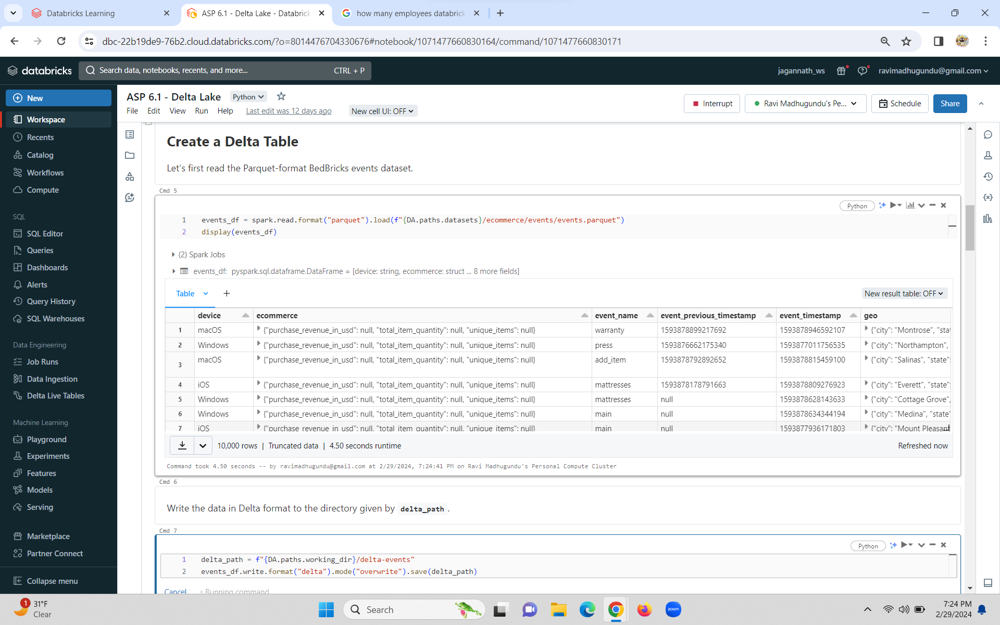 Databricks Learning
ASP 6.1 - Delta Lake - Databrick
how many employees databrick
dbc-22b19de9-76b2.cloud.databricks.com/?o=8014476704330676#notebook/1071477660830164/command/1071477660830171
databricks
Search data, notebooks, recents, and more...
CTRL + P
jagannath_ws
ravimadhugundu@gmail.com
New
Workspace
Recents
Catalog
Workflows
Compute
SQL
SQL Editor
Queries
Dashboards
Alerts
Query History
SQL Warehouses
Data Engineering
Job Runs
Data Ingestion
Delta Live Tables
Machine Learning
Playground
Experiments
Features
Models
Serving
Marketplace
Partner Connect
Collapse menu
ASP 6.1 - Delta Lake
Python
File Edit View Run Help
Last edit was 12 days ago
New cell UI: OFF
Interrupt
Ravi Madhugundu's Pe...
Schedule
Share
Create a Delta Table
Let's first read the Parquet-format BedBricks events dataset.
Cmd 5
Python
1 events_df = spark.read.format("parquet").load(f"{DA.paths.datasets}/ecommerce/events/events.parquet")
2 display(events_df)
(2) Spark Jobs
events_df: pyspark.sql.dataframe.DataFrame = [device: string, ecommerce: struct ... 8 more fields]
Table
+
New result table: OFF
device ecommerce event_name event_previous_timestamp event_timestamp geo
1 macOS {"purchase_revenue_in_usd": null, "total_item_quantity": null, "unique_items": null} warranty 1593878899217692 1593878946592107 {"city": "Montrose", "stat
2 Windows {"purchase_revenue_in_usd": null, "total_item_quantity": null, "unique_items": null} press 1593876662175340 1593877011756535 {"city": "Northampton",
3 macOS {"purchase_revenue_in_usd": null, "total_item_quantity": null, "unique_items": null} add_item 1593878792892652 1593878815459100 {"city": "Salinas", "state":
4 iOS {"purchase_revenue_in_usd": null, "total_item_quantity": null, "unique_items": null} mattresses 1593878178791663 1593878809276923 {"city": "Everett", "state":
5 Windows {"purchase_revenue_in_usd": null, "total_item_quantity": null, "unique_items": null} mattresses null 1593878628143633 {"city": "Cottage Grove",
6 Windows {"purchase_revenue_in_usd": null, "total_item_quantity": null, "unique_items": null} main null 1593878634344194 {"city": "Medina", "state"
7 iOS {"purchase_revenue_in_usd": null, "total_item_quantity": null, "unique_items": null} main null 1593877936171803 {"city": "Mount Pleasant
10,000 rows | Truncated data | 4.50 seconds runtime
Refreshed now
Command took 4.50 seconds -- by ravimadhugundu@gmail.com at 2/29/2024, 7:24:41 PM on Ravi Madhugundu's Personal Compute Cluster
Cmd 6
Write the data in Delta format to the directory given by delta_path.
Cmd 7
Python
1 delta_path = f"{DA.paths.working_dir}/delta-events"
2 events_df.write.format("delta").mode("overwrite").save(delta_path)
Cancel Running command
1
31°F
Clear
Search
zoom
7:24 PM
2/29/2024